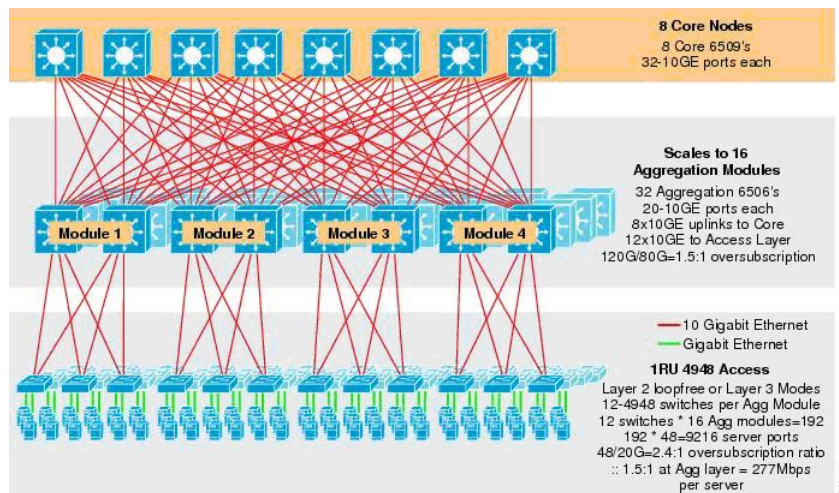 8 Core Nodes
8 Core 6509's
32-10GE ports each
Scales to 16
Aggregation Modules
32 Aggregation 6506's
20-10GE ports each
8x10GE uplinks to Core
12x10GE to Access Layer
120G/80G=1.5:1 oversubscription
Module 1
Module 2
Module 3
Module 4
10 Gigabit Ethernet
Gigabit Ethernet
1RU 4948 Access
Layer 2 loopfree or Layer 3 Modes
12-4948 switches per Agg Module
12 switches * 16 Agg modules=192
192 * 48=9216 server ports
48/20G=2.4:1 oversubscription ratio
:: 1.5:1 at Agg layer = 277Mbps
per server